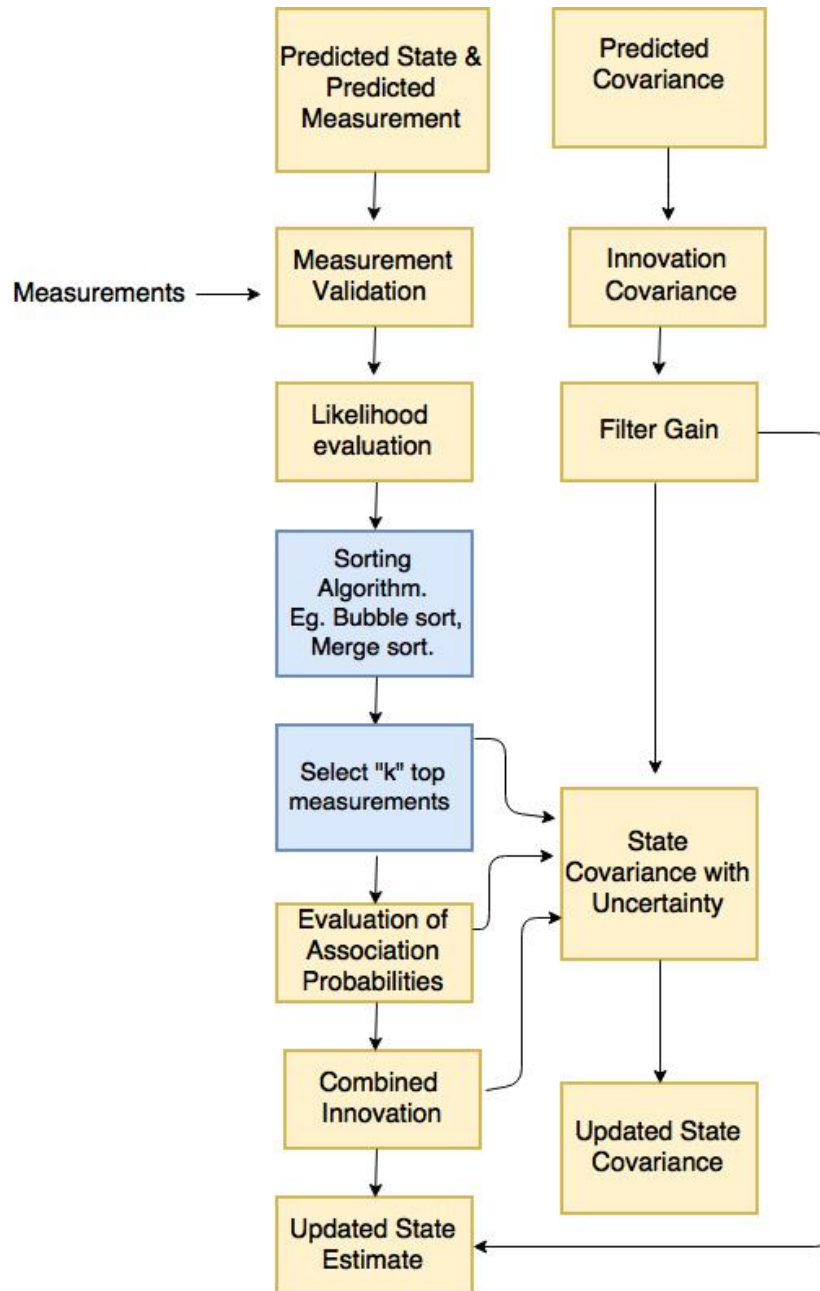 Predicted State &
Predicted
Measurement
Predicted
Covariance
Measurements
Measurement
Validation
Innovation
Covariance
Likelihood
evaluation
Filter Gain
Sorting
Algorithm.
Eg. Bubble sort,
Merge sort.
Select "k" top
measurements
State
Covariance with
Uncertainty
Evaluation of
Association
Probabilities
Combined
Innovation
Updated State
Covariance
Updated State
Estimate